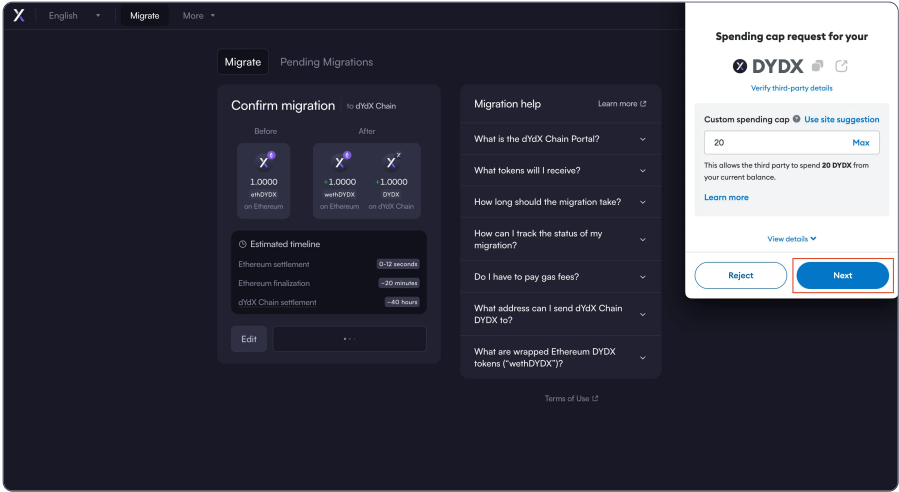 English
Migrate
More
Migrate
Pending Migrations
Confirm migration
to dYdX Chain
Before
After
1.0000
ethDYDX
on Ethereum
+1.0000
wethDYDX
on Ethereum
+1.0000
DYDX
on dYdX Chain
Estimated timeline
Ethereum settlement
0-12 seconds
Ethereum finalization
~20 minutes
dYdX Chain settlement
~40 hours
Edit
Migration help
Learn more
What is the dYdX Chain Portal?
What tokens will I receive?
How long should the migration take?
How can I track the status of my
migration?
Do I have to pay gas fees?
What address can I send dYdX Chain
DYDX to?
What are wrapped Ethereum DYDX
tokens (“wethDYDX”)?
Terms of Use
Spending cap request for your
DYDX
Verify third-party details
Custom spending cap
Use site suggestion
20
Max
This allows the third party to spend 20 DYDX from
your current balance.
Learn more
View details
Reject
Next